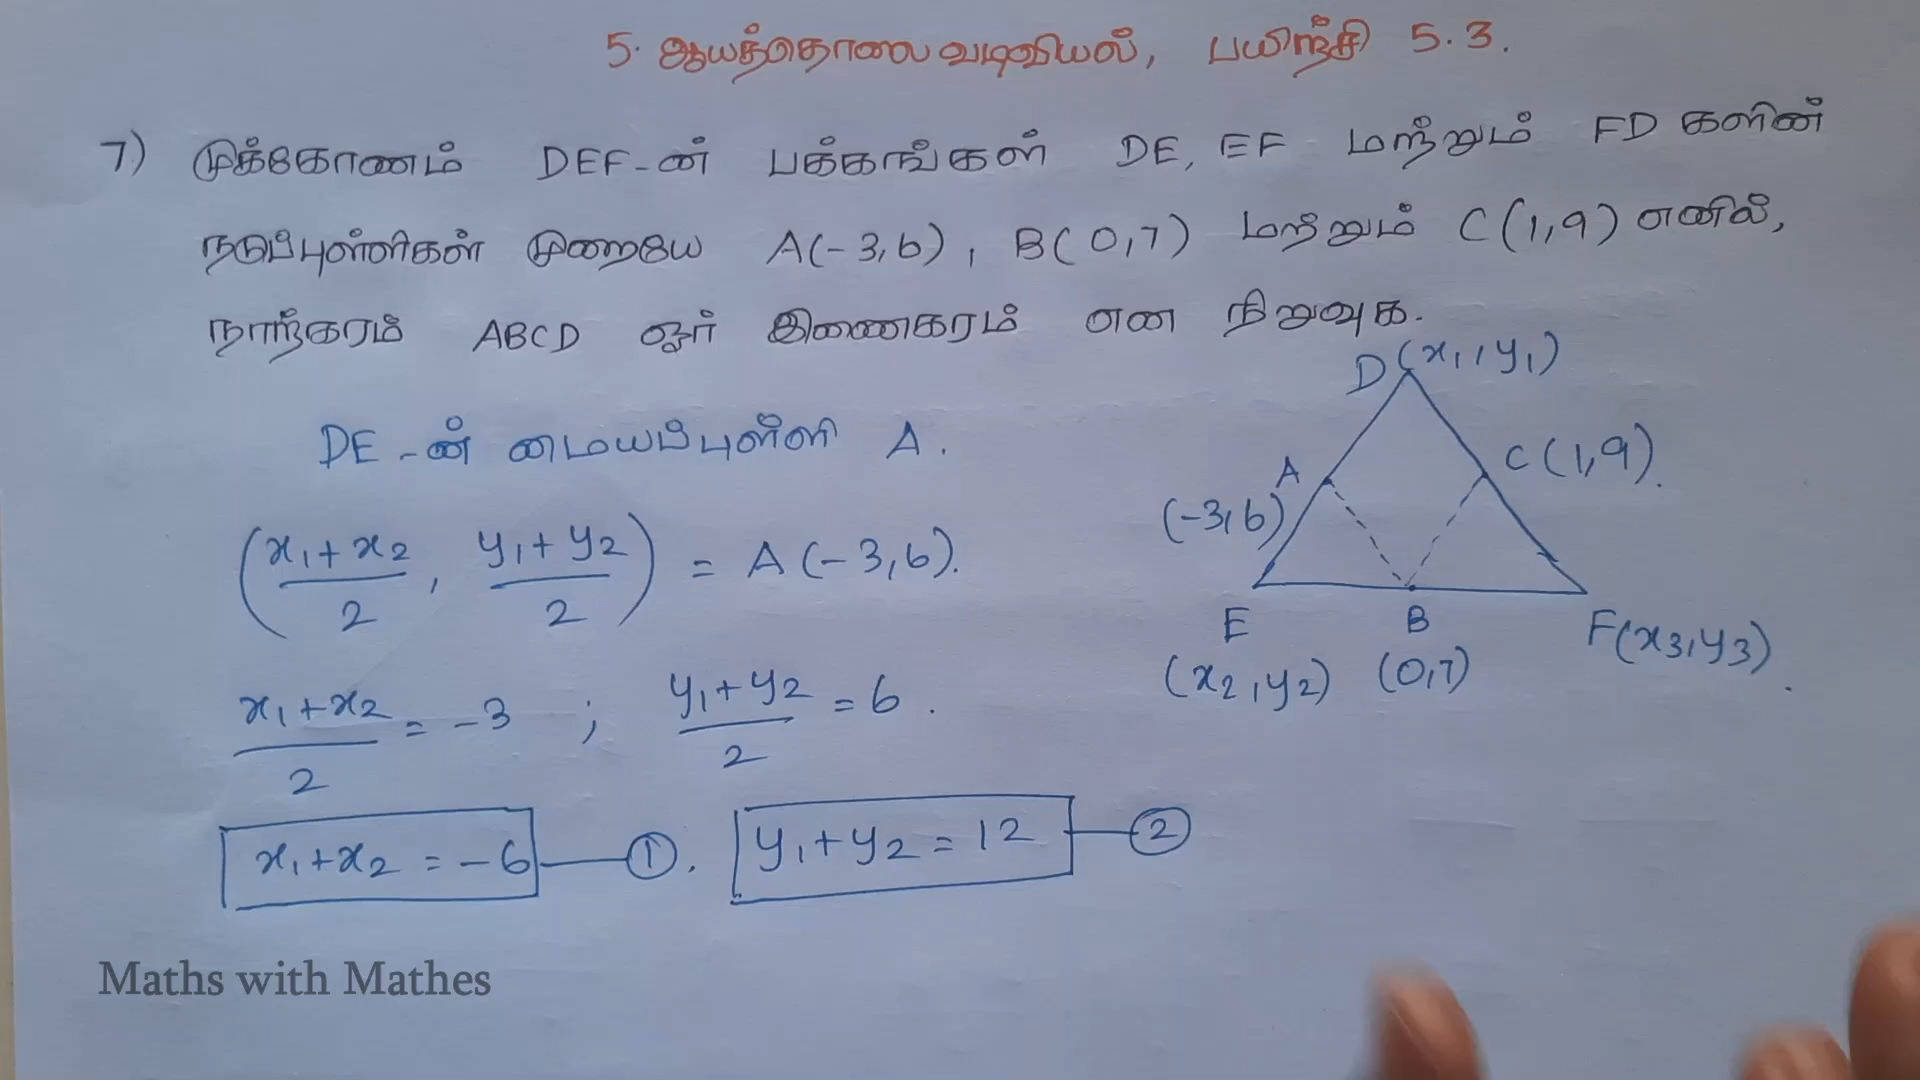 5. ஆயத்தொலை வடிவியல், பயிற்சி 5.3.
7) முக்கோணம் DEF-ன் பக்கங்கள் DE, EF மற்றும் FD களின்
நடுப்புள்ளிகள் முறையே A(-3,6), B(0,7) மற்றும் C(1,9) எனில்,
நாற்கரம் ABCD ஓர் இணைகரம் என நிறுவுக.
D(x₁, y₁)
DE-ன் மையப்புள்ளி A.
A
C(1,9).
(-3,6)
((x₁+x₂)/2, (y₁+y₂)/2) = A(-3,6).
E B F(x₃,y₃)
(x₂,y₂) (0,7)
(x₁+x₂)/2 = -3 ; (y₁+y₂)/2 = 6.
x₁+x₂ = -6 — ①. y₁+y₂ = 12 — ②
Maths with Mathes